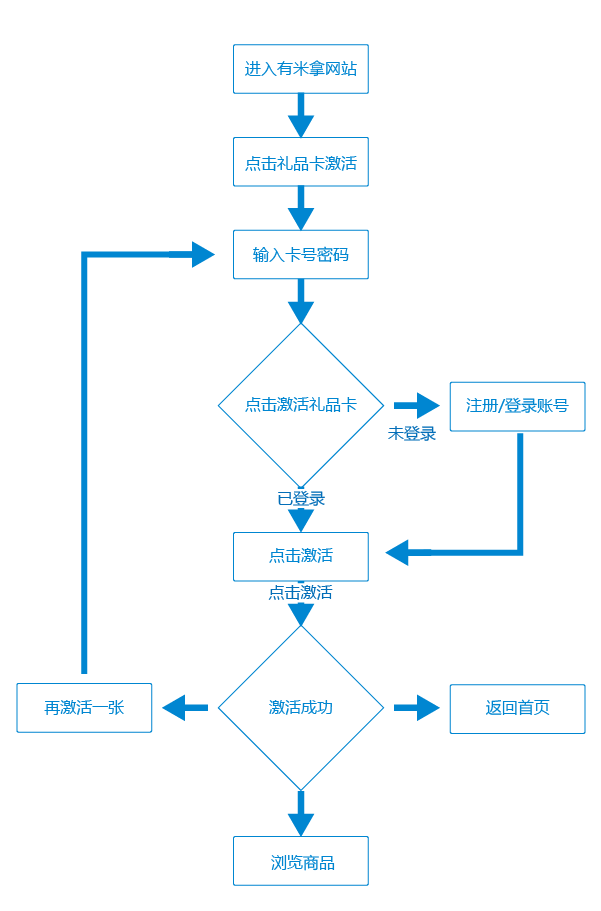 进入有米拿网站
点击礼品卡激活
输入卡号密码
点击激活礼品卡
注册/登录账号
未登录
已登录
点击激活
点击激活
再激活一张
激活成功
返回首页
浏览商品